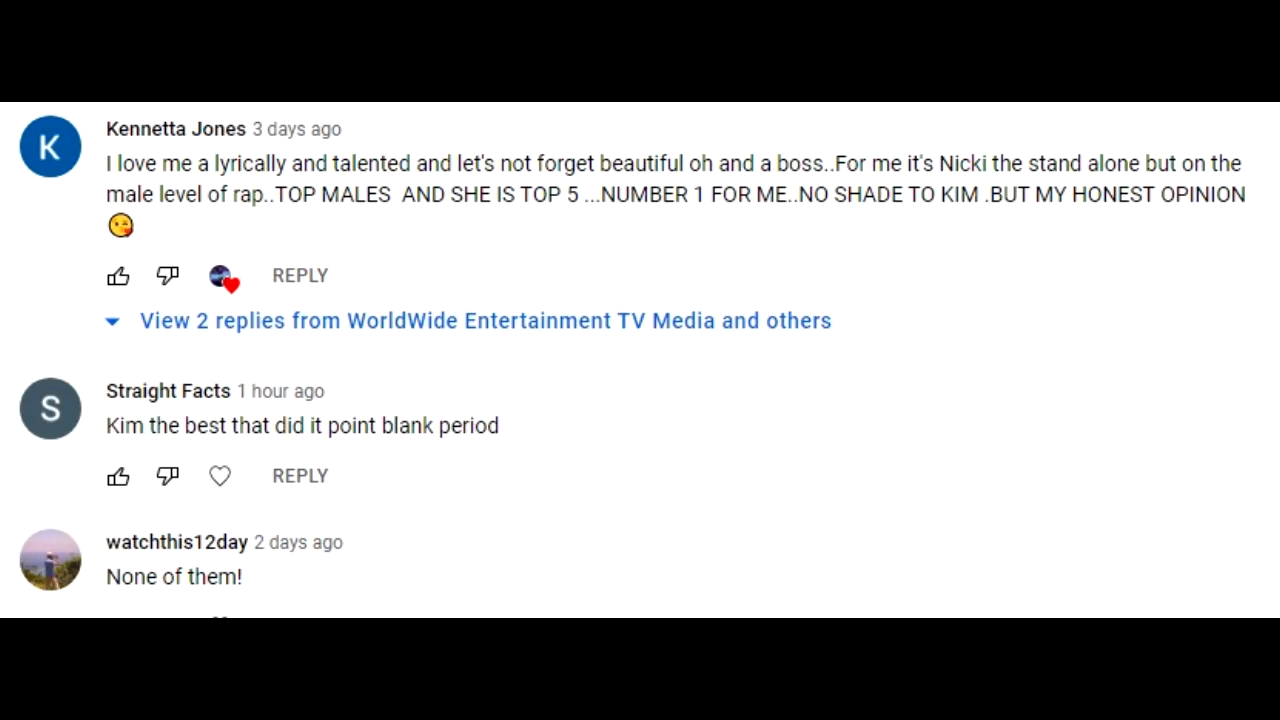 K
Kennetta Jones 3 days ago
I love me a lyrically and talented and let's not forget beautiful oh and a boss..For me it's Nicki the stand alone but on the
male level of rap..TOP MALES  AND SHE IS TOP 5 ...NUMBER 1 FOR ME..NO SHADE TO KIM .BUT MY HONEST OPINION
😘
REPLY
View 2 replies from WorldWide Entertainment TV Media and others
S
Straight Facts 1 hour ago
Kim the best that did it point blank period
REPLY
watchthis12day 2 days ago
None of them!